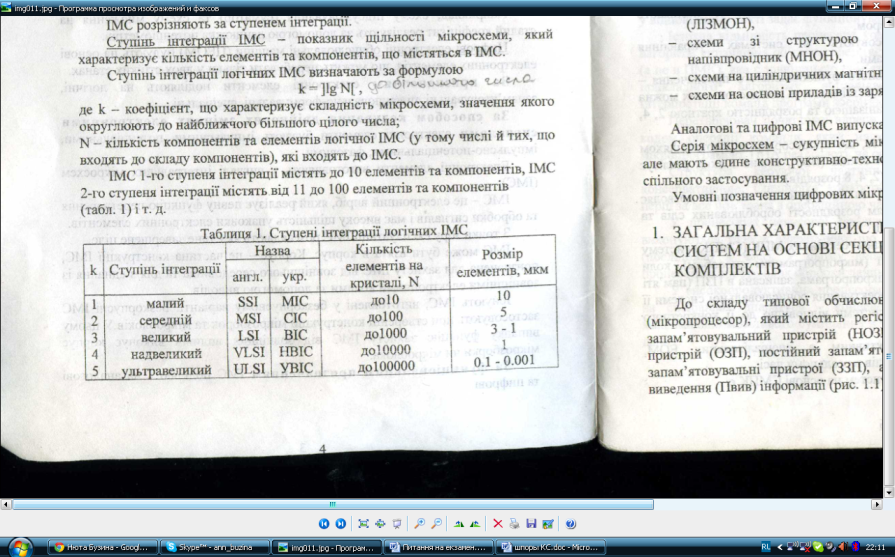 img011.jpg - Программа просмотра изображений и факсов
ІМС розрізняють за ступенем інтеграції.
Ступінь інтеграції ІМС – показник щільності мікросхеми, який
характеризує кількість елементів та компонентів, що містяться в ІМС.
Ступінь інтеграції логічних ІМС визначають за формулою
k = ]lg N[ , до більшого числа
де k – коефіцієнт, що характеризує складність мікросхеми, значення якого
округлюють до найближчого більшого цілого числа;
N – кількість компонентів та елементів логічної ІМС (у тому числі й тих, що
входять до складу компонентів), які входять до ІМС.
ІМС 1-го ступеня інтеграції містять до 10 елементів та компонентів, ІМС
2-го ступеня інтеграції містять від 11 до 100 елементів та компонентів
(табл. 1) і т. д.
Таблиця 1. Ступені інтеграції логічних ІМС
k Ступінь інтеграції Назва англ. укр. Кількість елементів на кристалі, N Розмір елементів, мкм
1 малий SSI МІС до10 10
2 середній MSI СІС до100 5
3 великий LSI ВІС до1000 3 - 1
4 надвеликий VLSI НВІС до10000 1
5 ультравеликий ULSI УВІС до100000 0.1 - 0.001
4
(ЛІЗМОН),
схеми зі структурою
напівпровідник (МНОН),
– схеми на циліндричних магнітн
– схеми на основі приладів із заря
Аналогові та цифрові ІМС випуска
Серія мікросхем – сукупність мік
але мають єдине конструктивно-техно
спільного застосування.
Умовні позначення цифрових мікр
1. ЗАГАЛЬНА ХАРАКТЕРИСТ
СИСТЕМ НА ОСНОВІ СЕКЦ
КОМПЛЕКТІВ
До складу типової обчислюв
(мікропроцесор), який містить регіс
запам’ятовувальний пристрій (НОЗ
пристрій (ОЗП), постійний запам’ят
запам’ятовувальні пристрої (ЗЗП), а
виведення (Пвив) інформації (рис. 1.1)
Нюта Бузина - Googl...
Skype™ - ann_buzina
img011.jpg - Програм...
Питання на екзанен....
шпоры КС.doc - Micro...
RL
22:11